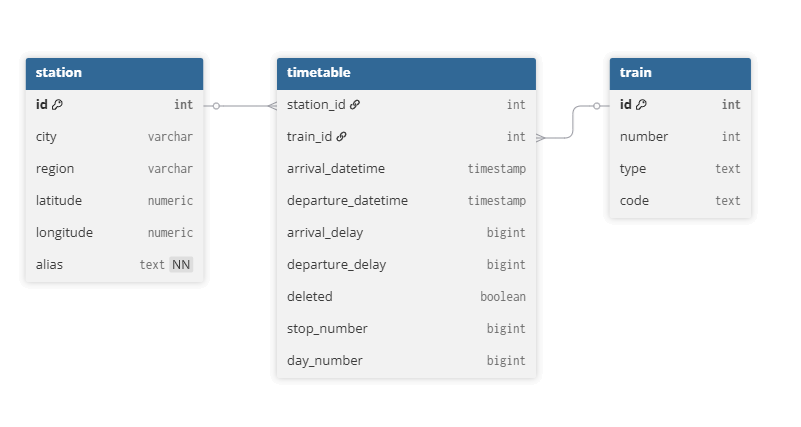 station
id int
city varchar
region varchar
latitude numeric
longitude numeric
alias text NN
timetable
station_id int
train_id int
arrival_datetime timestamp
departure_datetime timestamp
arrival_delay bigint
departure_delay bigint
deleted boolean
stop_number bigint
day_number bigint
train
id int
number int
type text
code text